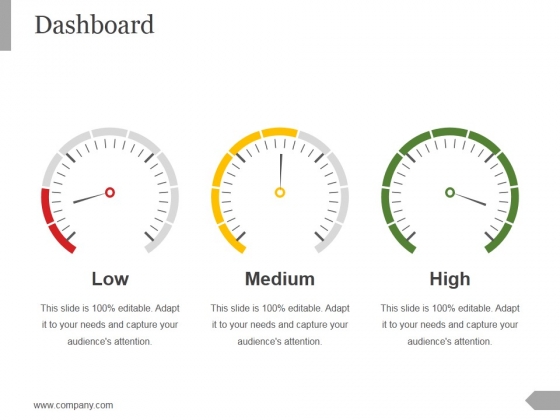 Dashboard
Low
This slide is 100% editable. Adapt
it to your needs and capture your
audience's attention.
Medium
This slide is 100% editable. Adapt
it to your needs and capture your
audience's attention.
High
This slide is 100% editable. Adapt
it to your needs and capture your
audience's attention.
www.company.com